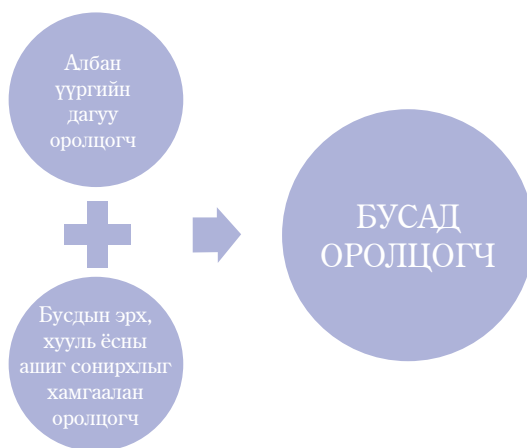 Албан
үүргийн
дагуу
оролцогч
Бусдын эрх,
хууль ёсны
ашиг сонирхлыг
хамгаалан
оролцогч
БУСАД
ОРОЛЦОГЧ